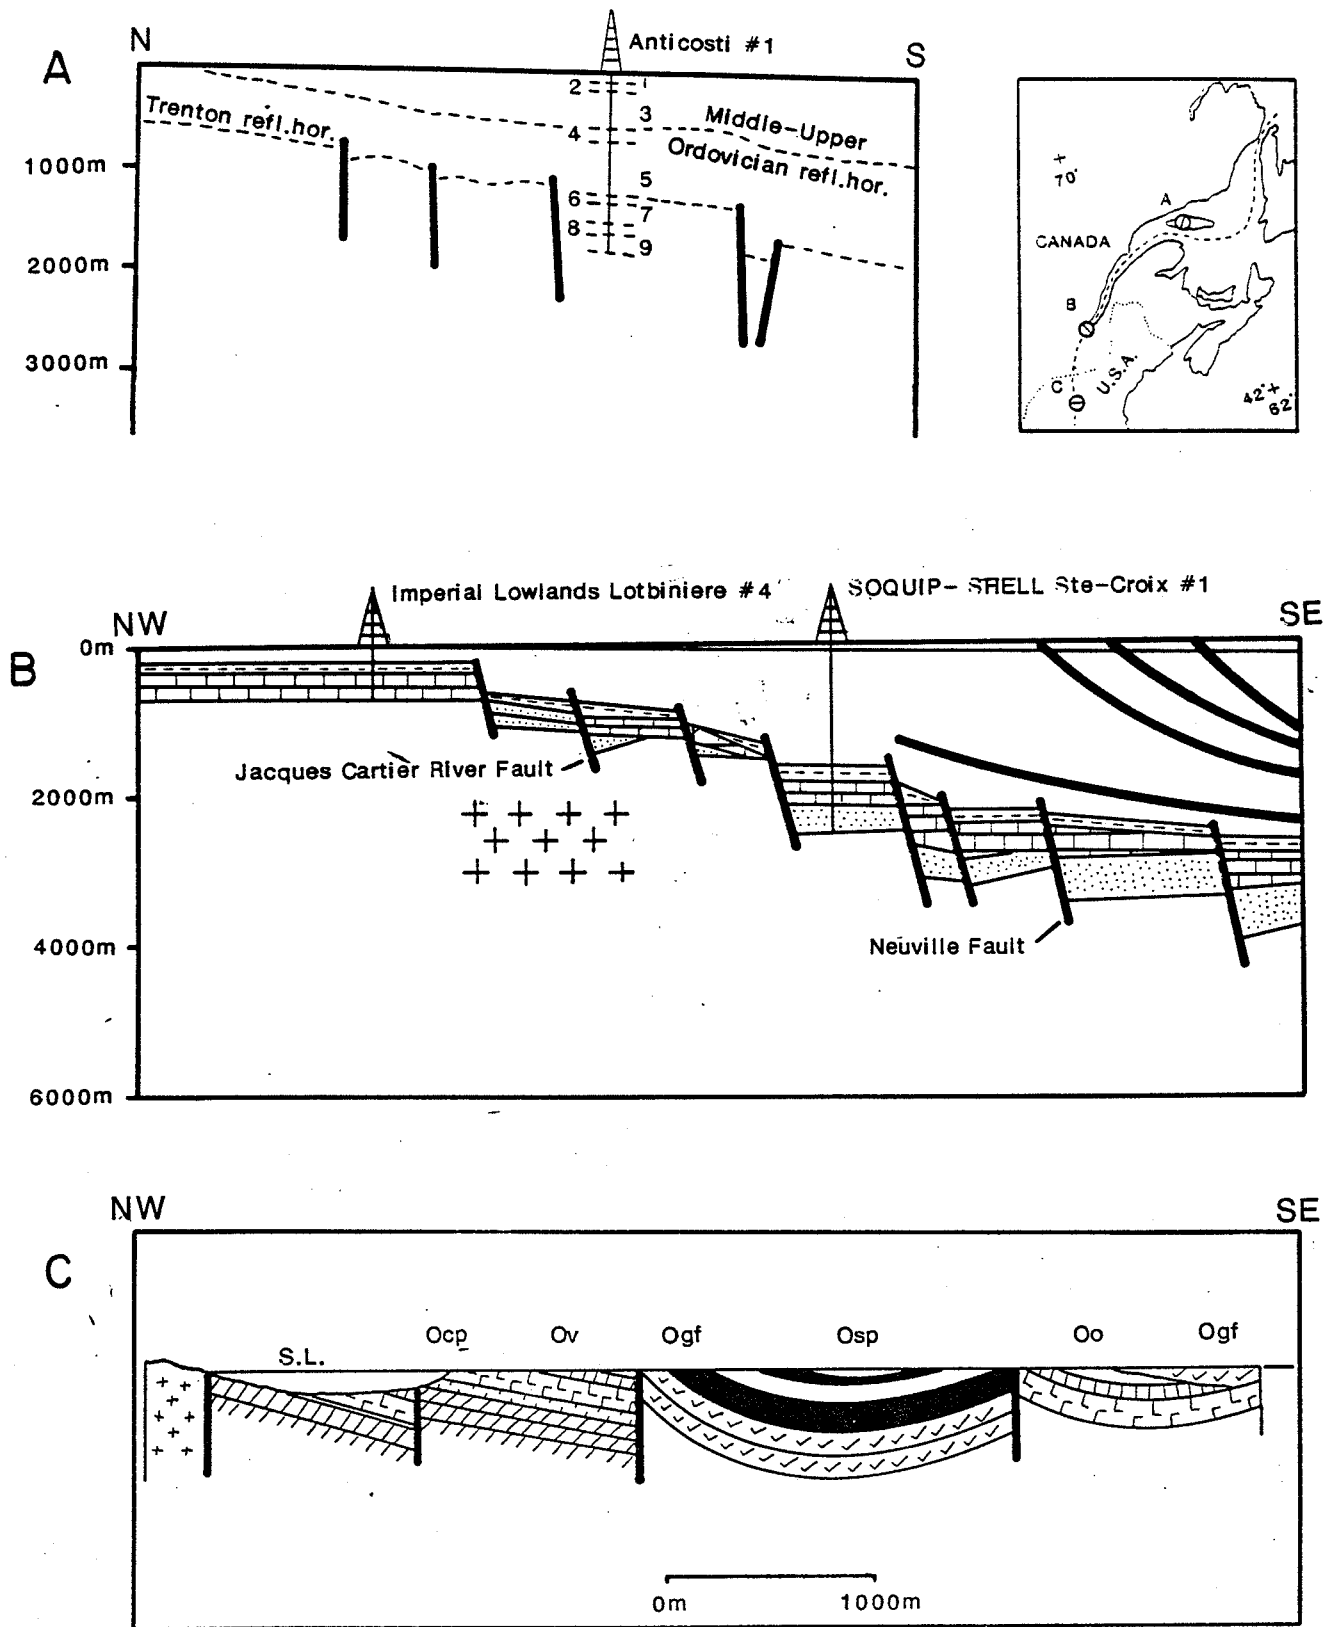 A
N
Anticosti #1
S
2 1
3
4
Middle-Upper
Ordovician refl.hor.
Trenton refl.hor.
5
6
7
8
9
1000m
2000m
3000m
+
70°
A
CANADA
B
C
U.S.A.
42°+
62°
B
NW
Imperial Lowlands Lotbiniere #4
SOQUIP- SHELL Ste-Croix #1
SE
0m
Jacques Cartier River Fault
2000m
Neuville Fault
4000m
6000m
NW
SE
C
S.L.
Ocp
Ov
Ogf
Osp
Oo
Ogf
0m
1000m